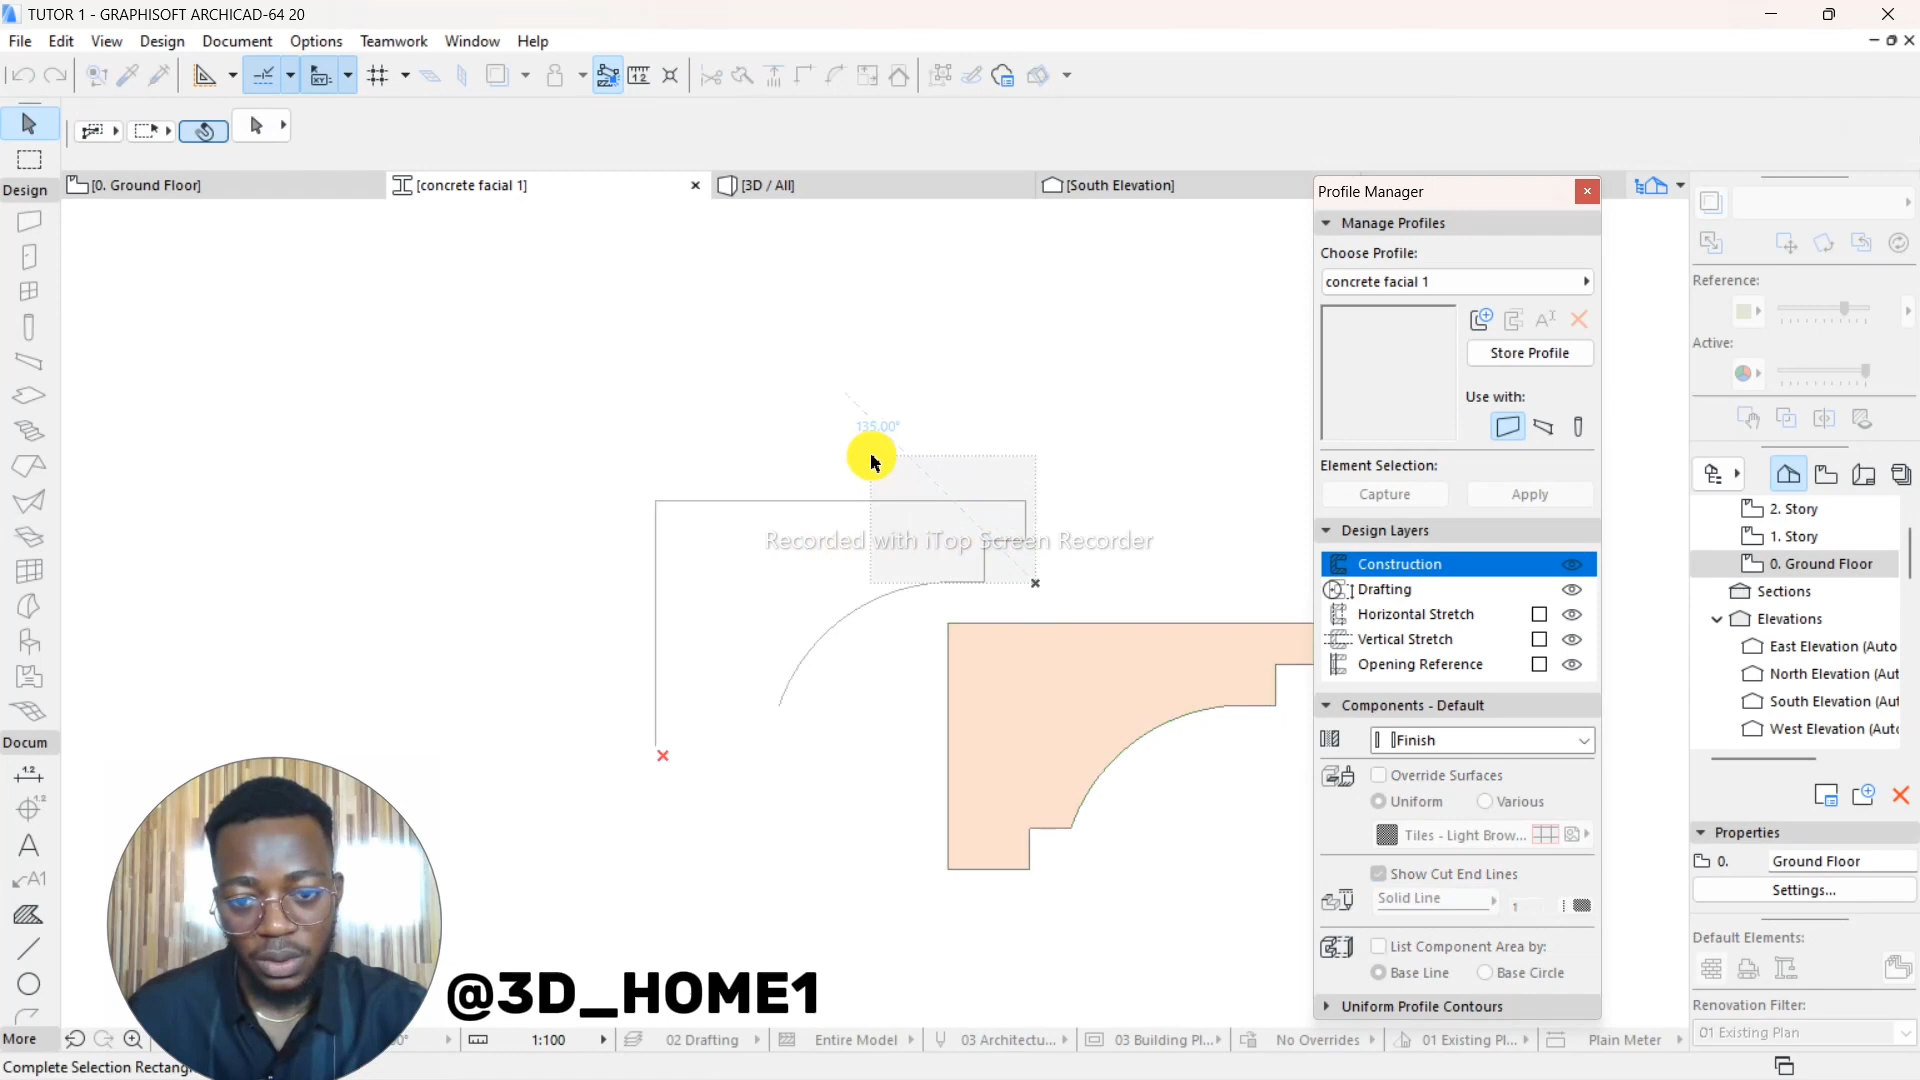 TUTOR 1 - GRAPHISOFT ARCHICAD-64 20
File Edit View Design Document Options Teamwork Window Help
[0. Ground Floor]
[concrete facial 1]
[3D / All]
[South Elevation]
Profile Manager
Manage Profiles
Choose Profile:
concrete facial 1
Store Profile
Use with:
Element Selection:
Capture
Apply
Design Layers
Construction
Drafting
Horizontal Stretch
Vertical Stretch
Opening Reference
Components - Default
Finish
Override Surfaces
Uniform
Various
Tiles - Light Brow...
Show Cut End Lines
Solid Line
1
List Component Area by:
Base Line
Base Circle
Uniform Profile Contours
Reference:
Active:
2. Story
1. Story
0. Ground Floor
Sections
Elevations
East Elevation (Auto
North Elevation (Aut
South Elevation (Aut
West Elevation (Auto
Properties
0.
Ground Floor
Settings...
Default Elements:
Renovation Filter:
01 Existing Plan
Design
Docum
More
135.00°
Recorded with iTop Screen Recorder
@3D_HOME1
1:100
02 Drafting
Entire Model
03 Architectu...
03 Building Pl...
No Overrides
01 Existing Pl...
Plain Meter
Complete Selection Rectang